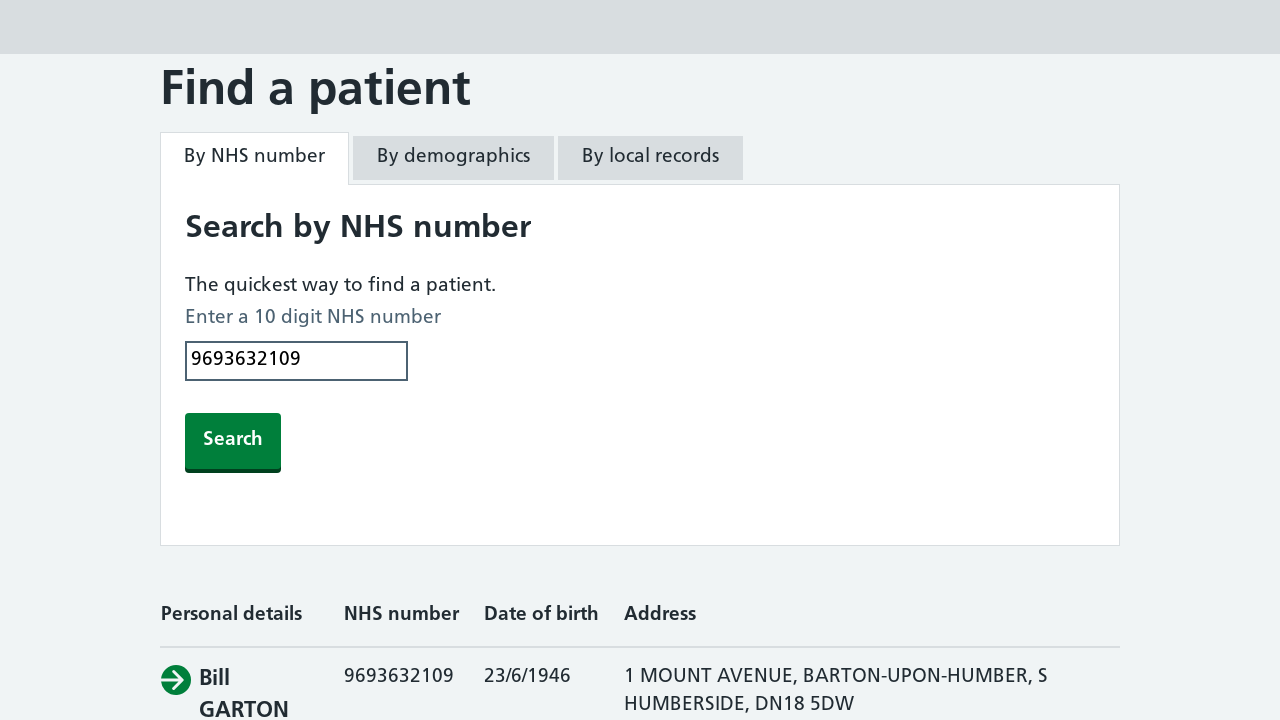 Find a patient
By NHS number By demographics By local records
Search by NHS number
The quickest way to find a patient.
Enter a 10 digit NHS number
9693632109
Search
Personal details NHS number Date of birth Address
Bill 9693632109 23/6/1946 1 MOUNT AVENUE, BARTON-UPON-HUMBER, S
GARTON HUMBERSIDE, DN18 5DW